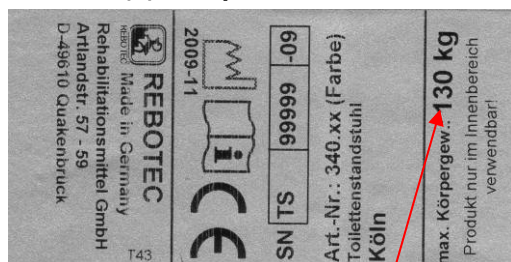 REBOTEC
REBOTEC
Made in Germany
Rehabilitationsmittel GmbH
Artlandstr. 57 - 59
D-49610 Quakenbrück
T43
2009-11
i
CE
SN TS 99999 -09
Art.-Nr.: 340.xx (Farbe)
Toilettenstandstuhl
Köln
max. Körpergew.: 130 kg
Produkt nur im Innenbereich
verwendbar!